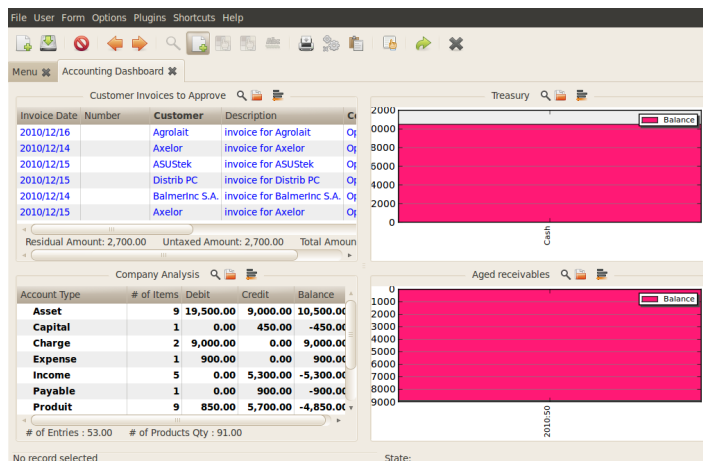 File User Form Options Plugins Shortcuts Help
Menu Accounting Dashboard
Customer Invoices to Approve
Invoice Date Number Customer Description
2010/12/16 Agrolait invoice for Agrolait
2010/12/14 Axelor invoice for Axelor
2010/12/15 ASUStek invoice for ASUStek
2010/12/15 Distrib PC invoice for Distrib PC
2010/12/14 BalmerInc S.A. invoice for BalmerInc S.A.
2010/12/15 Axelor invoice for Axelor
Residual Amount: 2,700.00 Untaxed Amount: 2,700.00 Total Amoun
Treasury
Balance
2000
0000
8000
6000
4000
2000
0
Cash
Company Analysis
Account Type # of Items Debit Credit Balance
Asset 9 19,500.00 9,000.00 10,500.00
Capital 1 0.00 450.00 -450.00
Charge 2 9,000.00 0.00 9,000.00
Expense 1 900.00 0.00 900.00
Income 5 0.00 5,300.00 -5,300.00
Payable 1 0.00 900.00 -900.00
Produit 9 850.00 5,700.00 -4,850.00
# of Entries : 53.00 # of Products Qty : 91.00
Aged receivables
Balance
0
1000
2000
3000
4000
5000
6000
7000
8000
9000
2010:50
No record selected State: